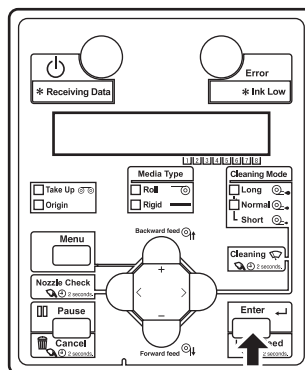 Error
* Receiving Data
* Ink Low
1 2 3 4 5 6 7 8
Media Type
Cleaning Mode
Take Up
Roll
Long
Origin
Rigid
Normal
Short
Menu
Backward feed
Cleaning
2 seconds.
Nozzle Check
2 seconds.
Pause
Enter
Cancel
2 seconds.
Forward feed
2 seconds.